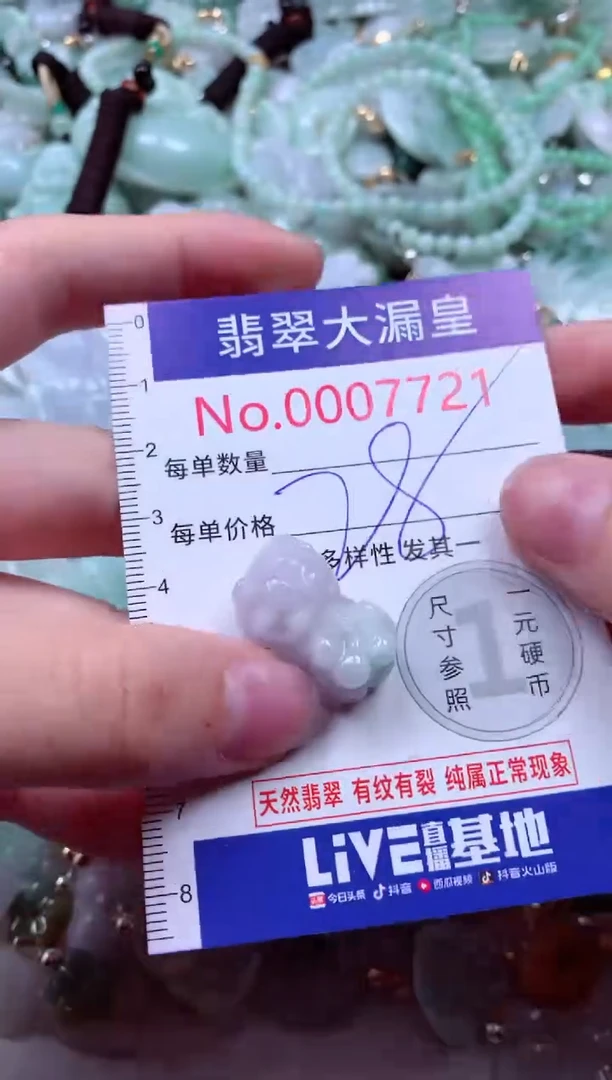 0
翡翠大漏皇
1
No.0007721
2
每单数量
28
3
每单价格
多样性 发其一
4
尺寸参照
1
一元硬币
天然翡翠 有纹有裂 纯属正常现象
7
LiVE直播基地
8
今日头条 抖音 西瓜视频 抖音火山版